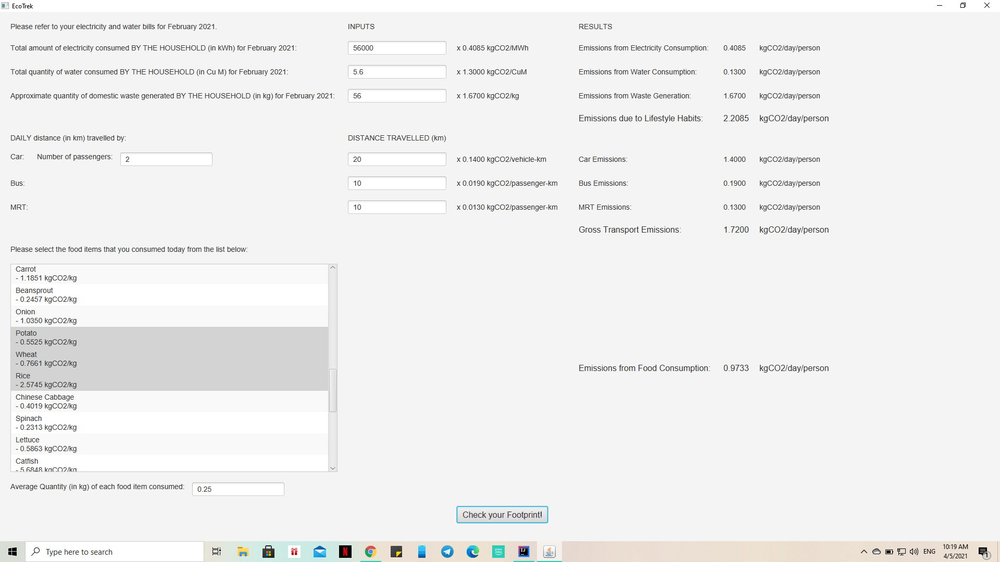 EcoTrek
Please refer to your electricity and water bills for February 2021.
INPUTS
RESULTS
Total amount of electricity consumed BY THE HOUSEHOLD (in kWh) for February 2021:
56000
x 0.4085 kgCO2/MWh
Emissions from Electricity Consumption:
0.4085
kgCO2/day/person
Total quantity of water consumed BY THE HOUSEHOLD (in Cu M) for February 2021:
5.6
x 1.3000 kgCO2/CuM
Emissions from Water Consumption:
0.1300
kgCO2/day/person
Approximate quantity of domestic waste generated BY THE HOUSEHOLD (in kg) for February 2021:
56
x 1.6700 kgCO2/kg
Emissions from Waste Generation:
1.6700
kgCO2/day/person
Emissions due to Lifestyle Habits:
2.2085
kgCO2/day/person
DAILY distance (in km) travelled by:
DISTANCE TRAVELLED (km)
Car:
Number of passengers:
2
20
x 0.1400 kgCO2/vehicle-km
Car Emissions:
1.4000
kgCO2/day/person
Bus:
10
x 0.0190 kgCO2/passenger-km
Bus Emissions:
0.1900
kgCO2/day/person
MRT:
10
x 0.0130 kgCO2/passenger-km
MRT Emissions:
0.1300
kgCO2/day/person
Gross Transport Emissions:
1.7200
kgCO2/day/person
Please select the food items that you consumed today from the list below:
Carrot
- 1.1851 kgCO2/kg
Beansprout
- 0.2457 kgCO2/kg
Onion
- 1.0350 kgCO2/kg
Potato
- 0.5525 kgCO2/kg
Wheat
- 0.7661 kgCO2/kg
Rice
- 2.5745 kgCO2/kg
Chinese Cabbage
- 0.4019 kgCO2/kg
Spinach
- 0.2313 kgCO2/kg
Lettuce
- 0.5863 kgCO2/kg
Catfish
- 5.6848 kgCO2/kg
Emissions from Food Consumption:
0.9733
kgCO2/day/person
Average Quantity (in kg) of each food item consumed:
0.25
Check your Footprint!
Type here to search
N
prime video
IJ
ENG
10:19 AM
4/5/2021
1